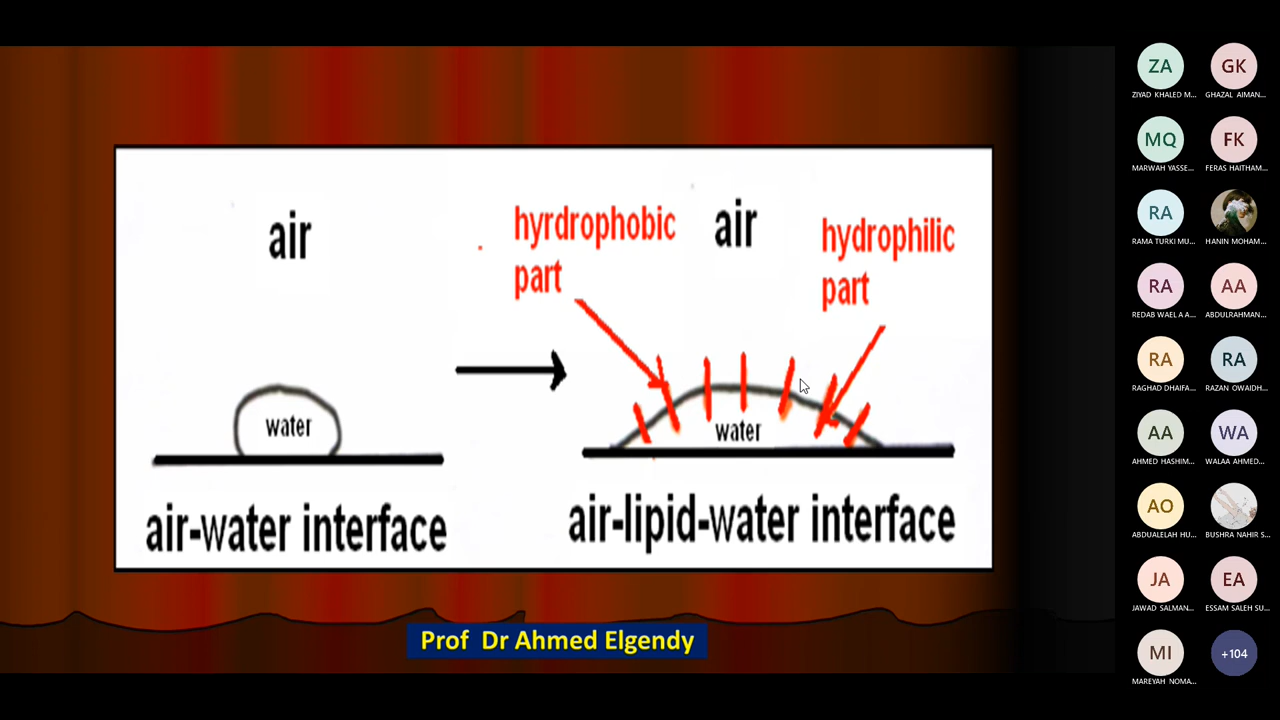 air
water
air-water interface
hyrdrophobic
part
air
hydrophilic
part
water
air-lipid-water interface
Prof Dr Ahmed Elgendy
ZA
ZIYAD KHALED M...
GK
GHAZAL AIMAN...
MQ
MARWAH YASSE...
FK
FERAS HAITHAM...
RA
RAMA TURKI MU...
HANIN MOHAM...
RA
REDAB WAEL A A...
AA
ABDULRAHMAN...
RA
RAGHAD DHAIFA...
RA
RAZAN OWAIDH...
AA
AHMED HASHIM...
WA
WALAA AHMED...
AO
ABDUALELAH HU...
BUSHRA NAHIR S...
JA
JAWAD SALMAN...
EA
ESSAM SALEH SU...
MI
MAREYAH NOMA...
+104